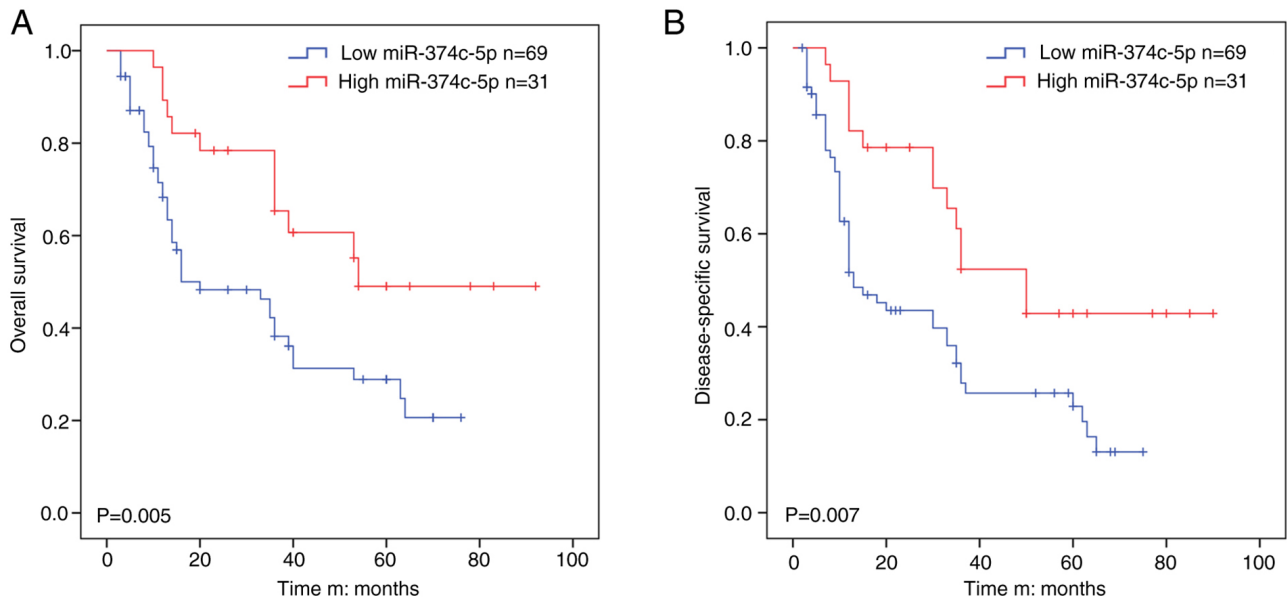 A
Overall survival
1.0
0.8
0.6
0.4
0.2
0.0
Low miR-374c-5p n=69
High miR-374c-5p n=31
P=0.005
0 20 40 60 80 100
Time m: months
B
Disease-specific survival
1.0
0.8
0.6
0.4
0.2
0.0
Low miR-374c-5p n=69
High miR-374c-5p n=31
P=0.007
0 20 40 60 80 100
Time m: months